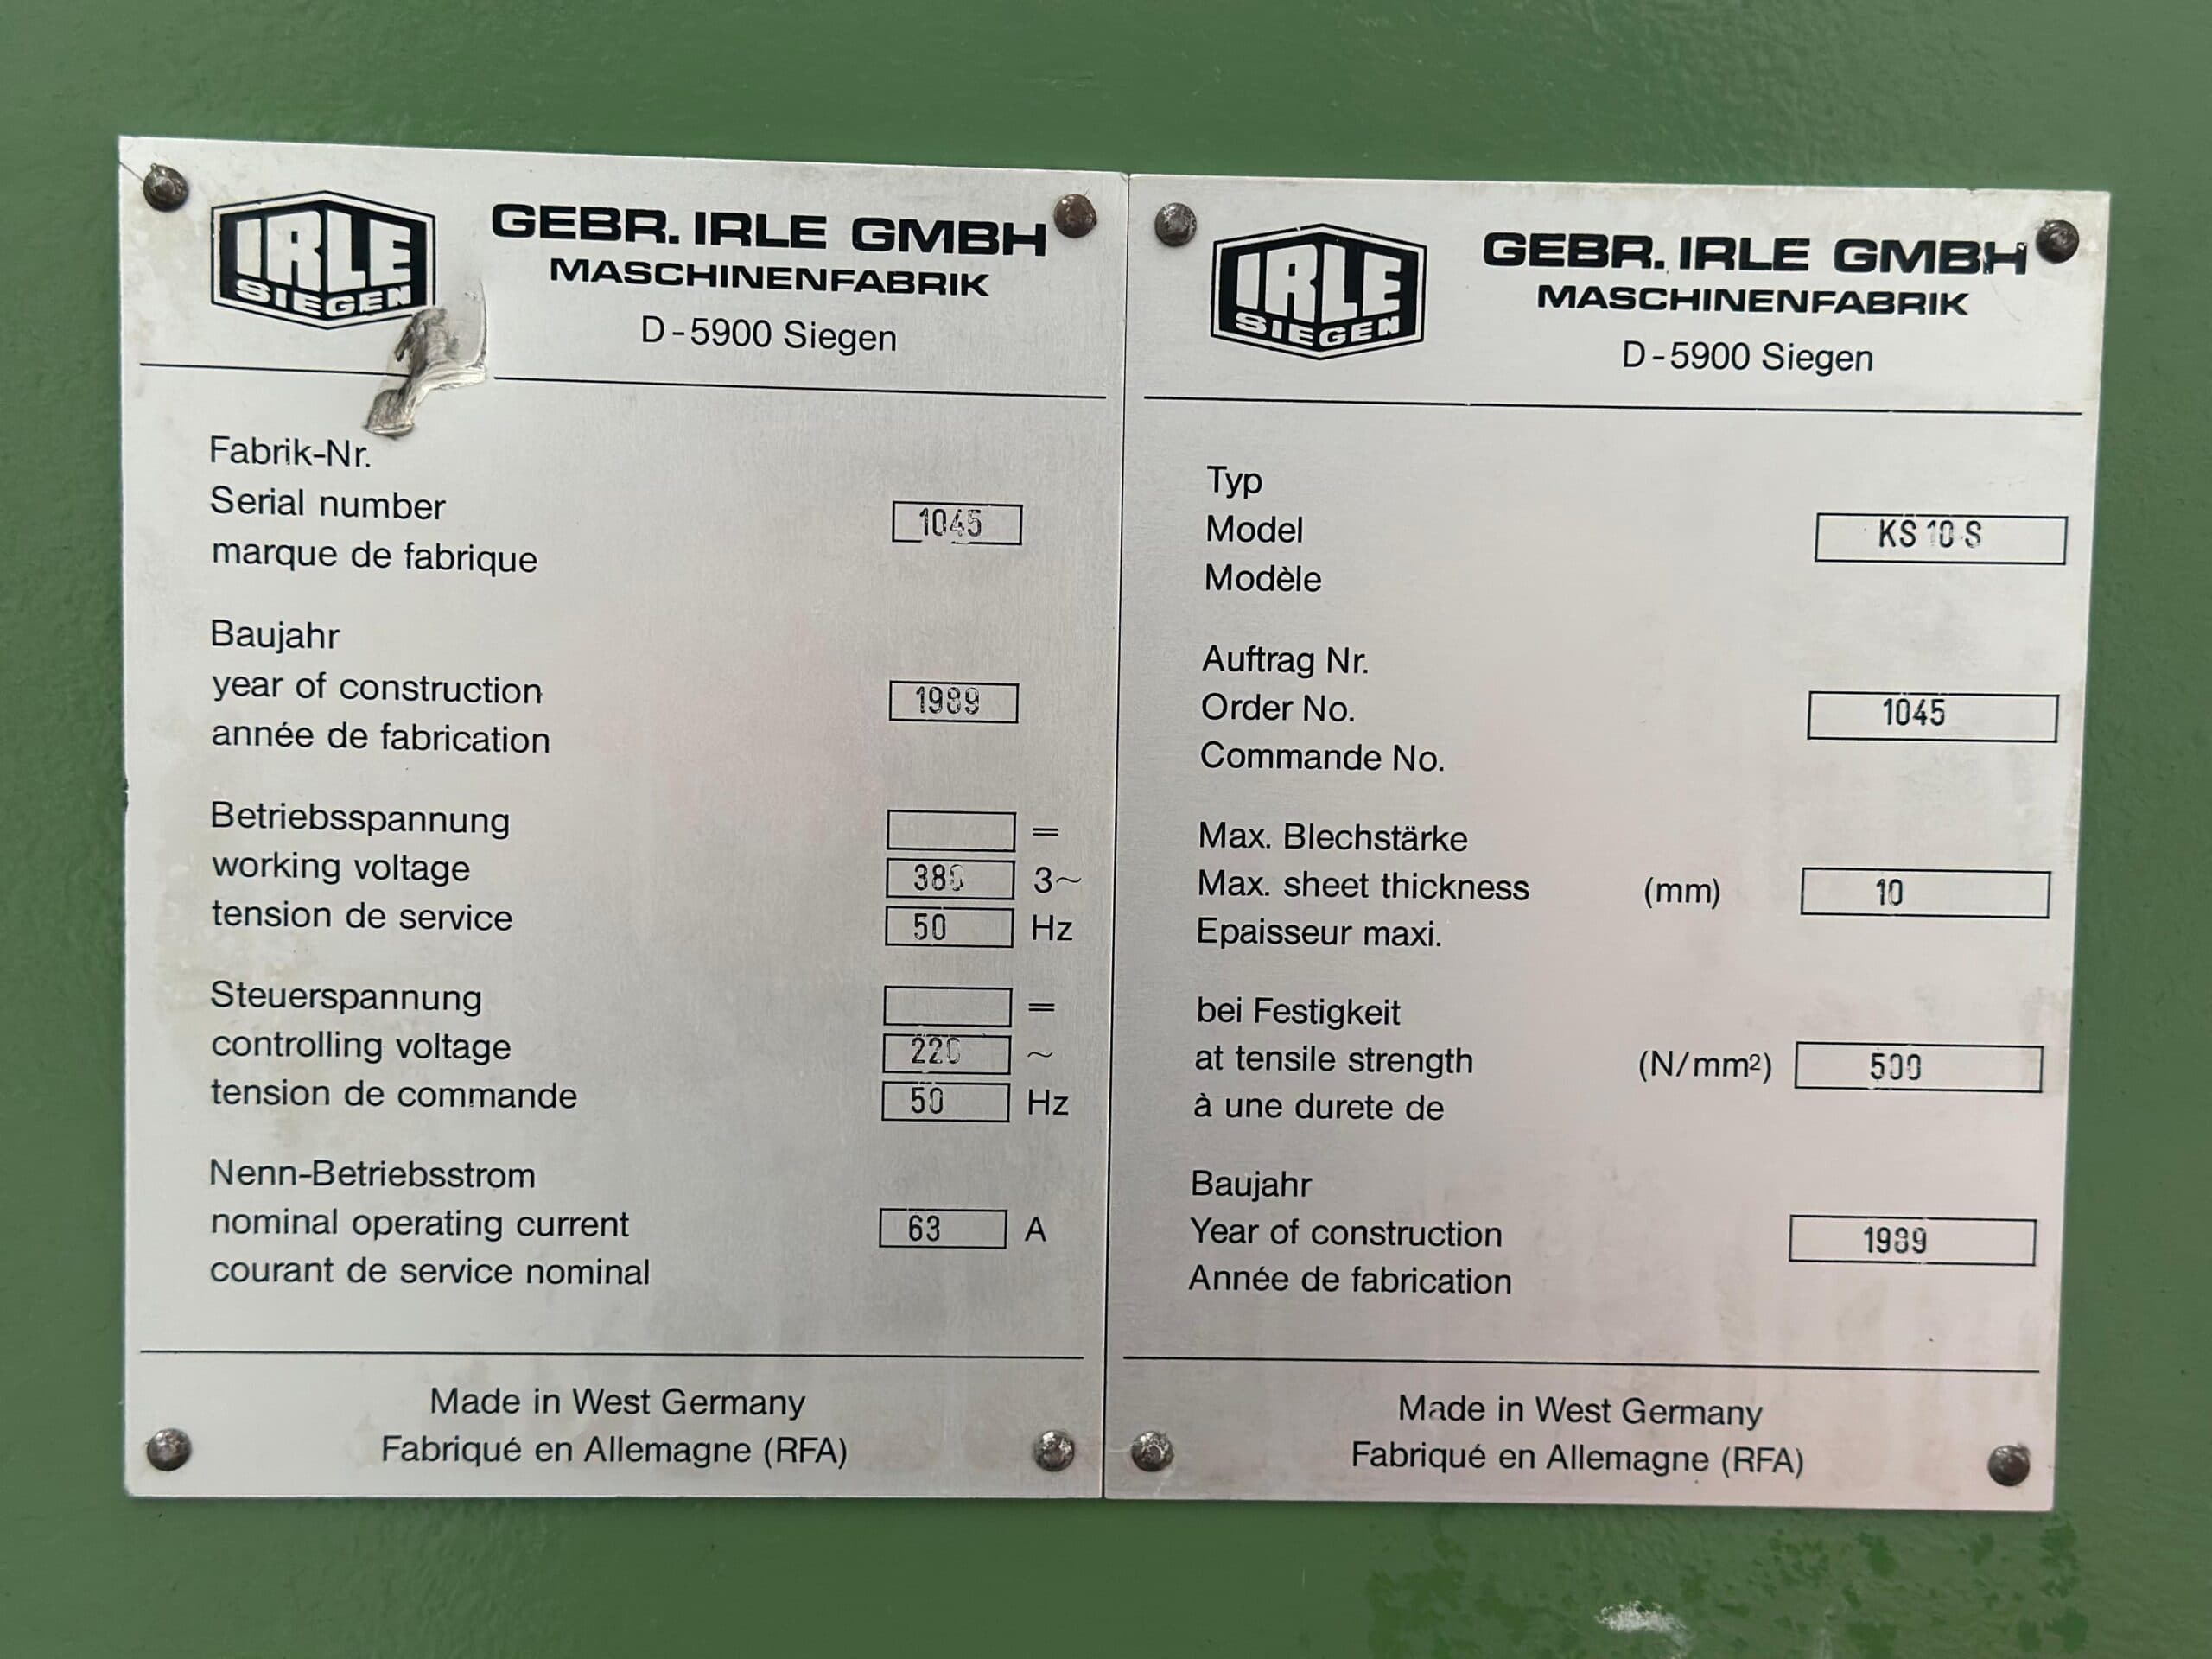 IRLE
SIEGEN
GEBR. IRLE GMBH
MASCHINENFABRIK
D-5900 Siegen
Fabrik-Nr.
Serial number 1045
marque de fabrique
Baujahr
year of construction 1989
année de fabrication
Betriebsspannung =
working voltage 380 3~
tension de service 50 Hz
Steuerspannung =
controlling voltage 220 ~
tension de commande 50 Hz
Nenn-Betriebsstrom
nominal operating current 63 A
courant de service nominal
Made in West Germany
Fabriqué en Allemagne (RFA)
IRLE
SIEGEN
GEBR. IRLE GMBH
MASCHINENFABRIK
D-5900 Siegen
Typ
Model KS 10 S
Modèle
Auftrag Nr.
Order No. 1045
Commande No.
Max. Blechstärke
Max. sheet thickness (mm) 10
Epaisseur maxi.
bei Festigkeit
at tensile strength (N/mm²) 500
à une durete de
Baujahr
Year of construction 1989
Année de fabrication
Made in West Germany
Fabriqué en Allemagne (RFA)